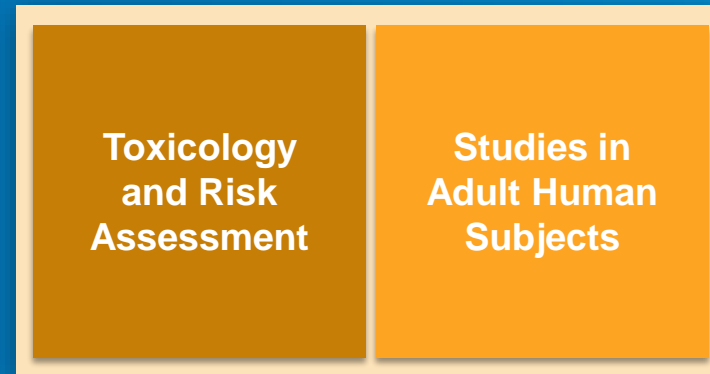 Toxicology
and Risk
Assessment
Studies in
Adult Human
Subjects